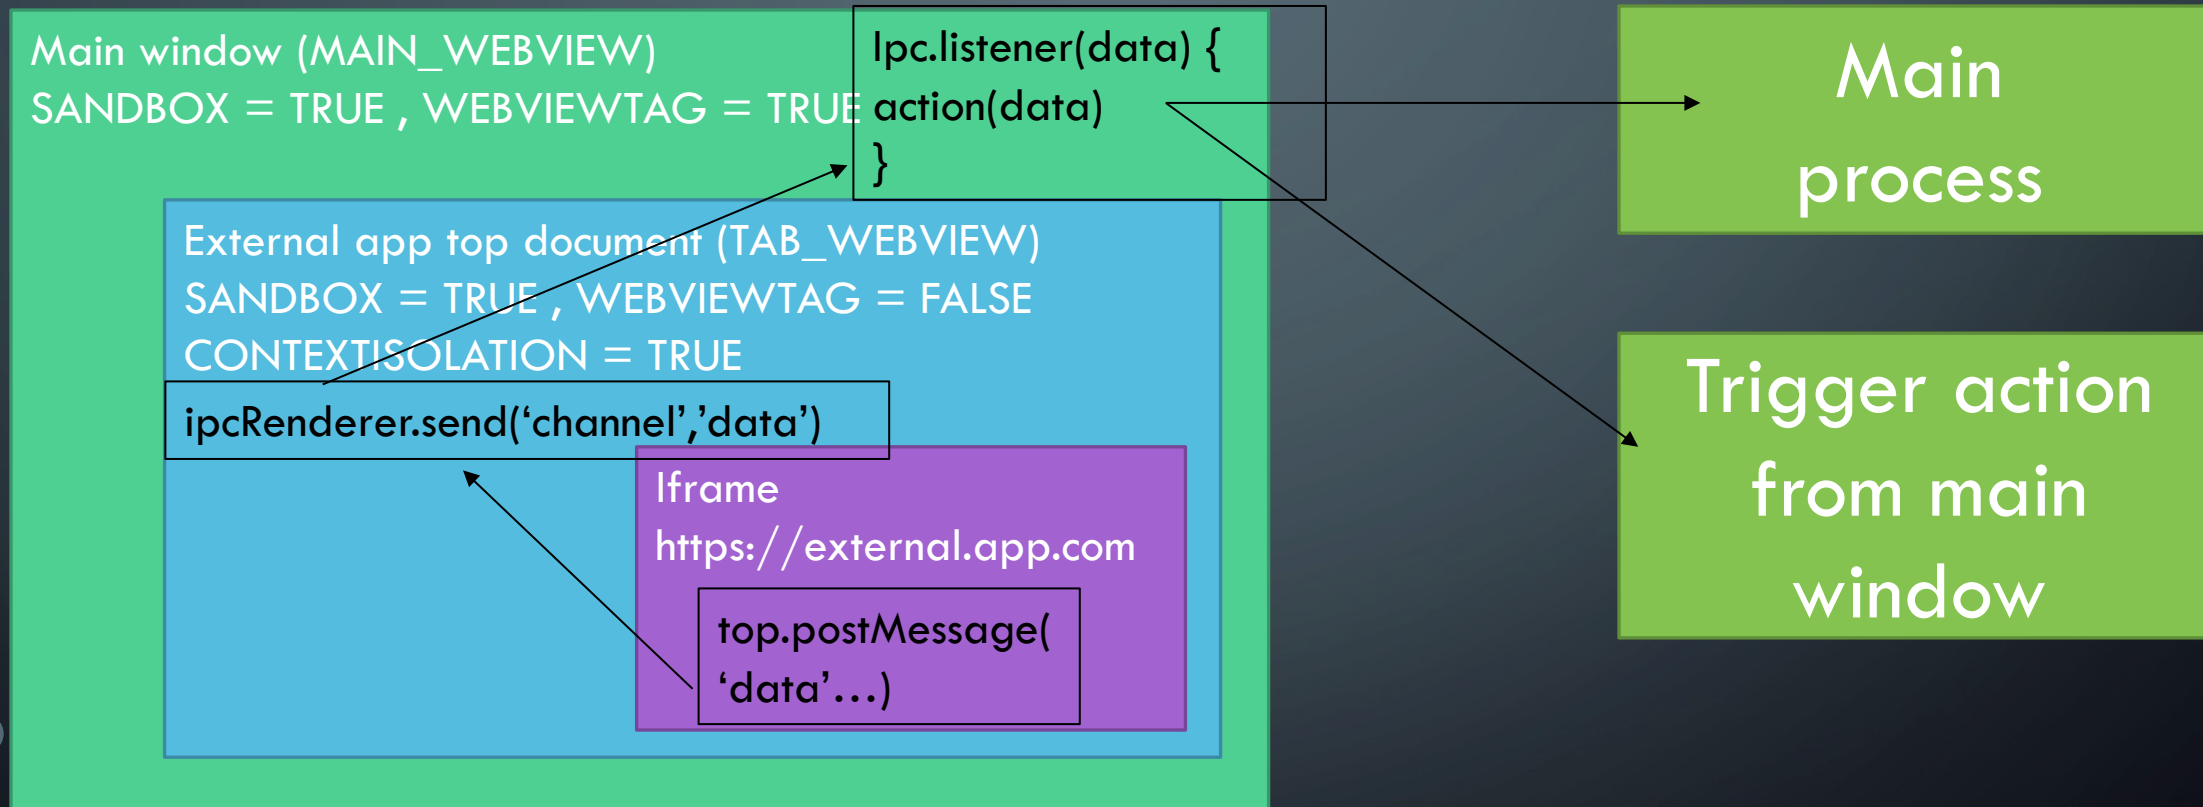 Main window (MAIN_WEBVIEW)
SANDBOX = TRUE , WEBVIEWTAG = TRUE
Ipc.listener(data) {
action(data)
}
External app top document (TAB_WEBVIEW)
SANDBOX = TRUE , WEBVIEWTAG = FALSE
CONTEXTISOLATION = TRUE
ipcRenderer.send(‘channel’,’data’)
Iframe
https://external.app.com
top.postMessage(
‘data’…)
Main
process
Trigger action
from main
window